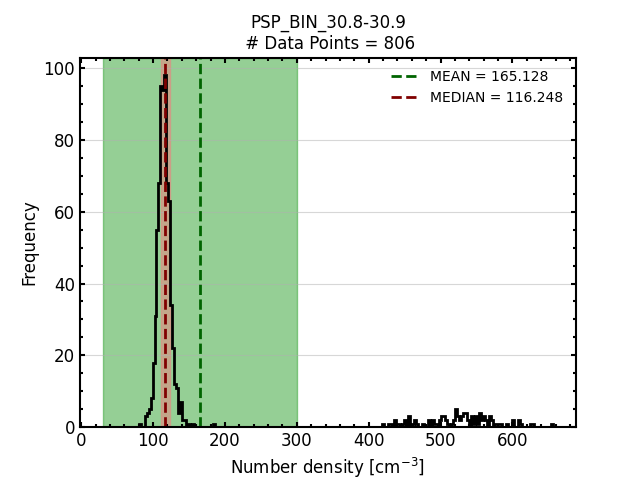 PSP_BIN_30.8-30.9
# Data Points = 806
MEAN = 165.128
MEDIAN = 116.248
Frequency
100
80
60
40
20
0
0 100 200 300 400 500 600
Number density [cm⁻³]